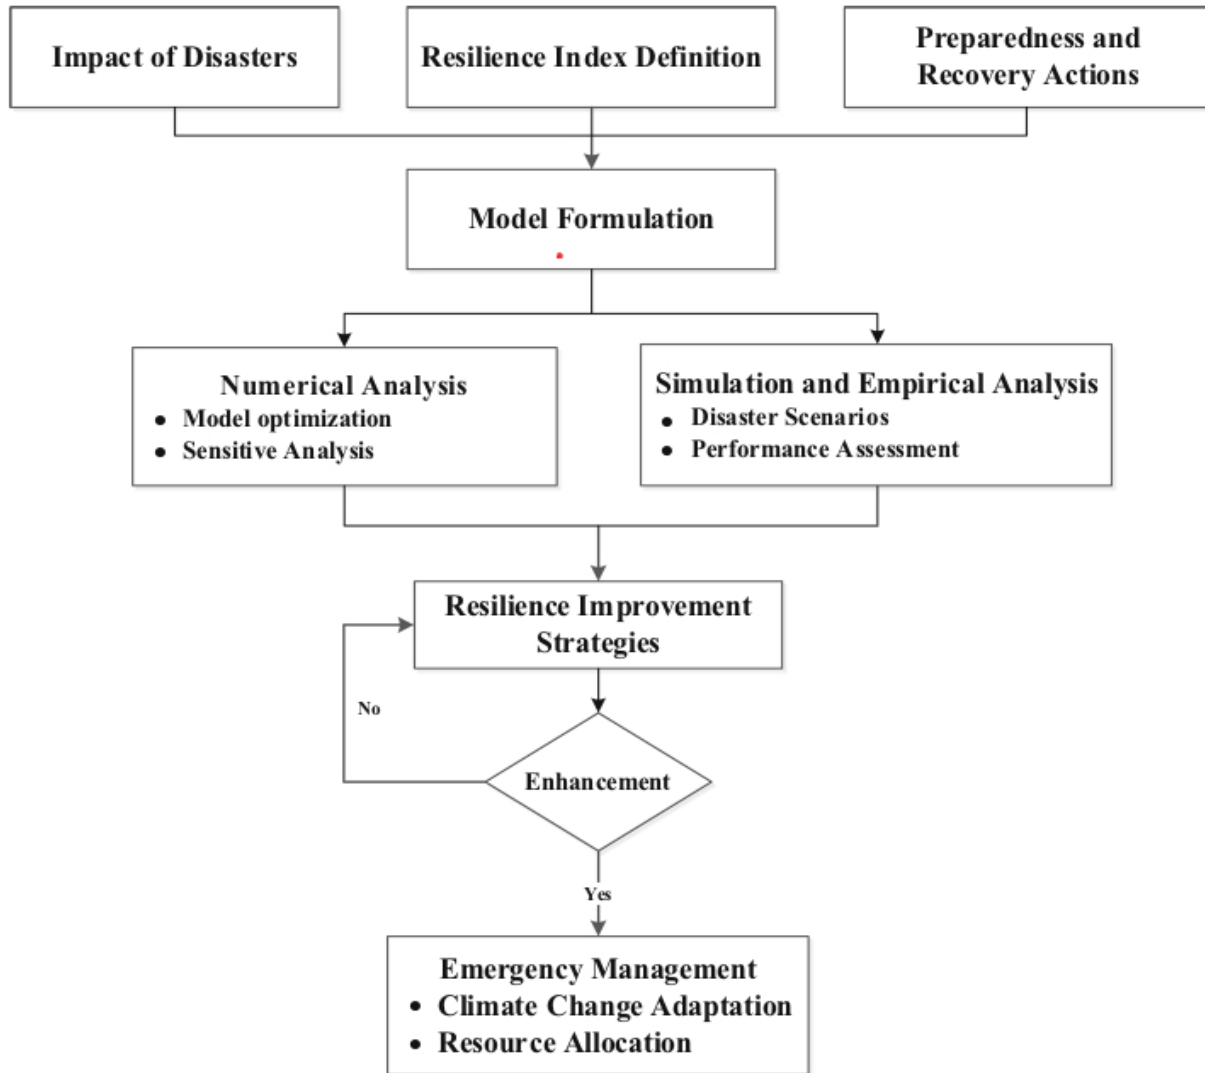 Impact of Disasters
Resilience Index Definition
Preparedness and
Recovery Actions
Model Formulation
Numerical Analysis
• Model optimization
• Sensitive Analysis
Simulation and Empirical Analysis
• Disaster Scenarios
• Performance Assessment
Resilience Improvement
Strategies
No
Enhancement
Yes
Emergency Management
• Climate Change Adaptation
• Resource Allocation